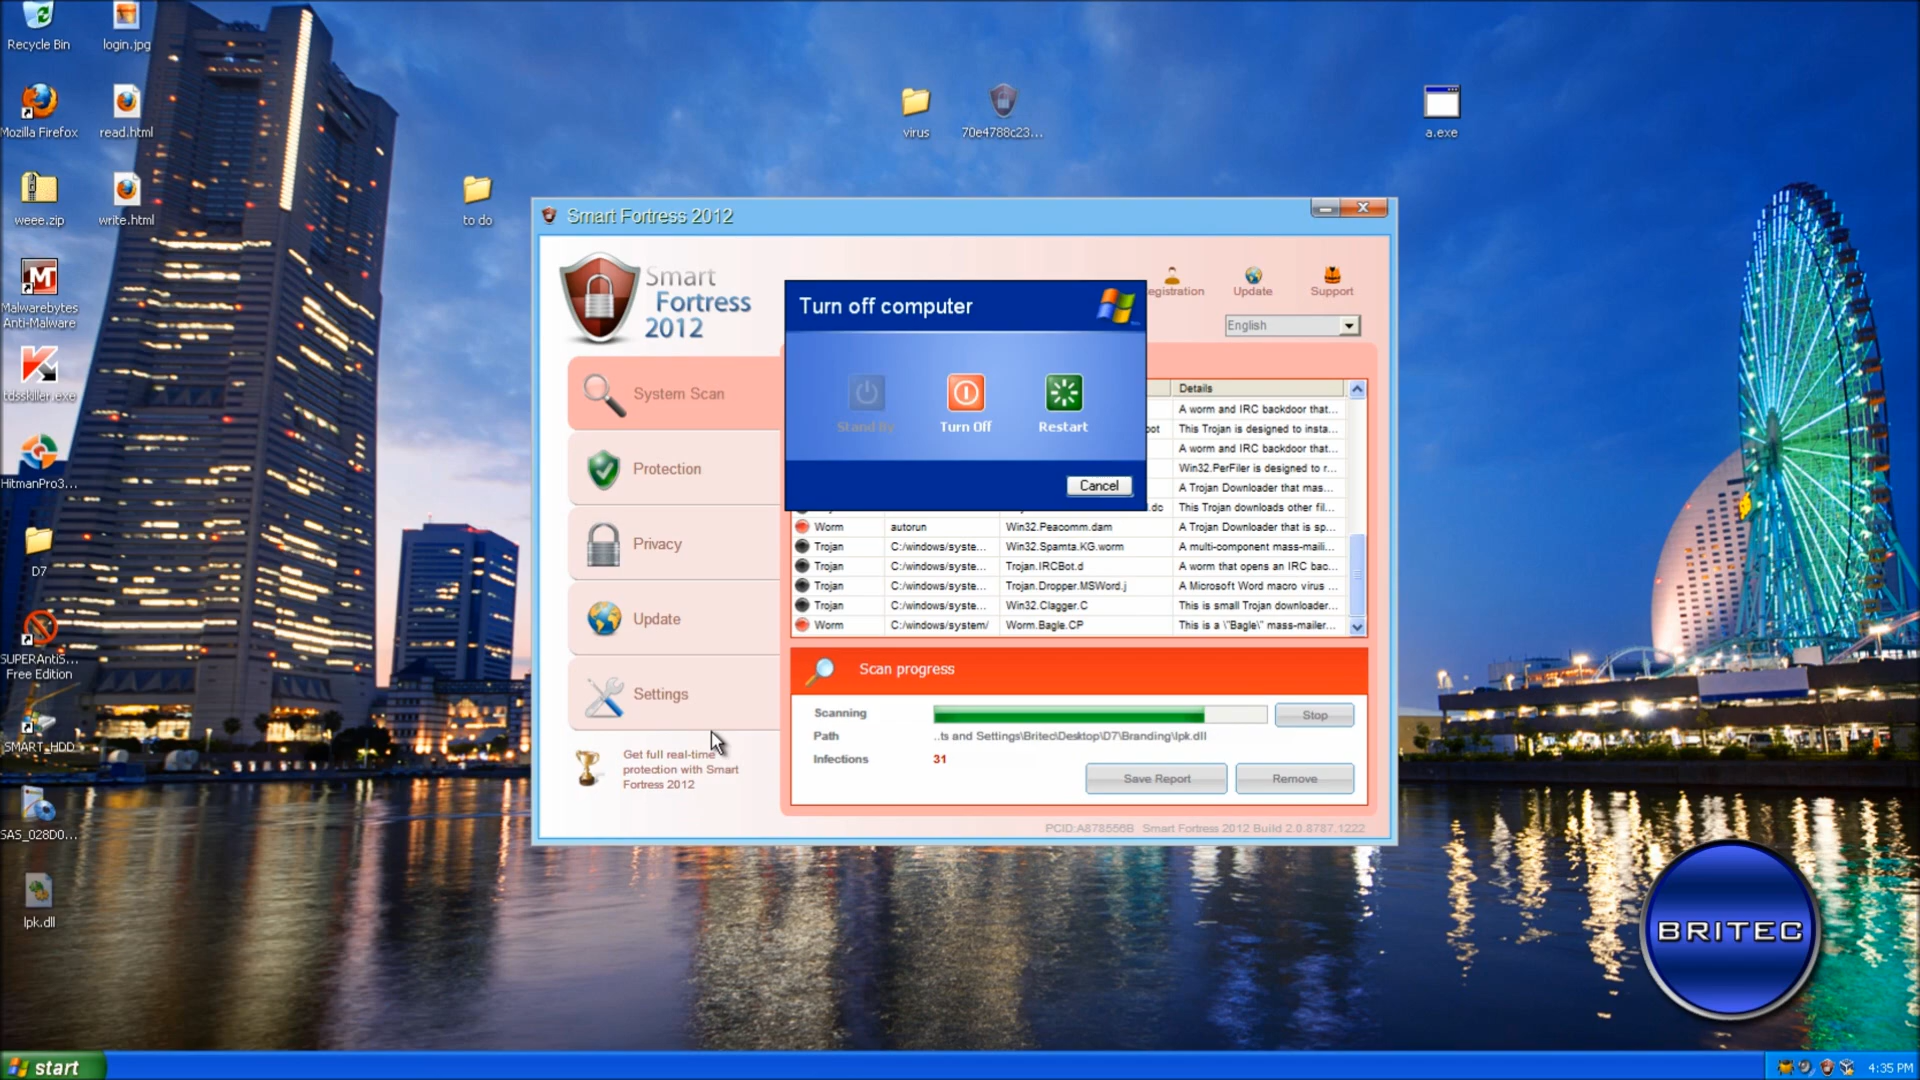 Recycle Bin
login.jpg
Mozilla Firefox
read.html
virus
70e4788c23...
a.exe
weee.zip
write.html
to do
Malwarebytes
Anti-Malware
tdsskiller.exe
HitmanPro3...
D7
SUPERAntiS...
Free Edition
SMART_HDD
SAS_028D0...
lpk.dll
Smart Fortress 2012
Smart
Fortress
2012
egistration
Update
Support
English
System Scan
Protection
Privacy
Update
Settings
Get full real-time
protection with Smart
Fortress 2012
Turn off computer
Stand By
Turn Off
Restart
Cancel
Details
A worm and IRC backdoor that...
bot This Trojan is designed to insta...
A worm and IRC backdoor that...
Win32.PerFiler is designed to r...
A Trojan Downloader that mas...
l.dc This Trojan downloads other fil...
Worm autorun Win32.Peacomm.dam A Trojan Downloader that is sp...
Trojan C:/windows/syste... Win32.Spamta.KG.worm A multi-component mass-maili...
Trojan C:/windows/syste... Trojan.IRCBot.d A worm that opens an IRC bac...
Trojan C:/windows/syste... Trojan.Dropper.MSWord.j A Microsoft Word macro virus ...
Trojan C:/windows/syste... Win32.Clagger.C This is small Trojan downloader...
Worm C:/windows/system/ Worm.Bagle.CP This is a \"Bagle\" mass-mailer...
Scan progress
Scanning
Stop
Path ..ts and Settings\Britec\Desktop\D7\Branding\lpk.dll
Infections 31
Save Report
Remove
PCID:A878556B Smart Fortress 2012 Build 2.0.8787.1222
BRITEC
start
4:35 PM